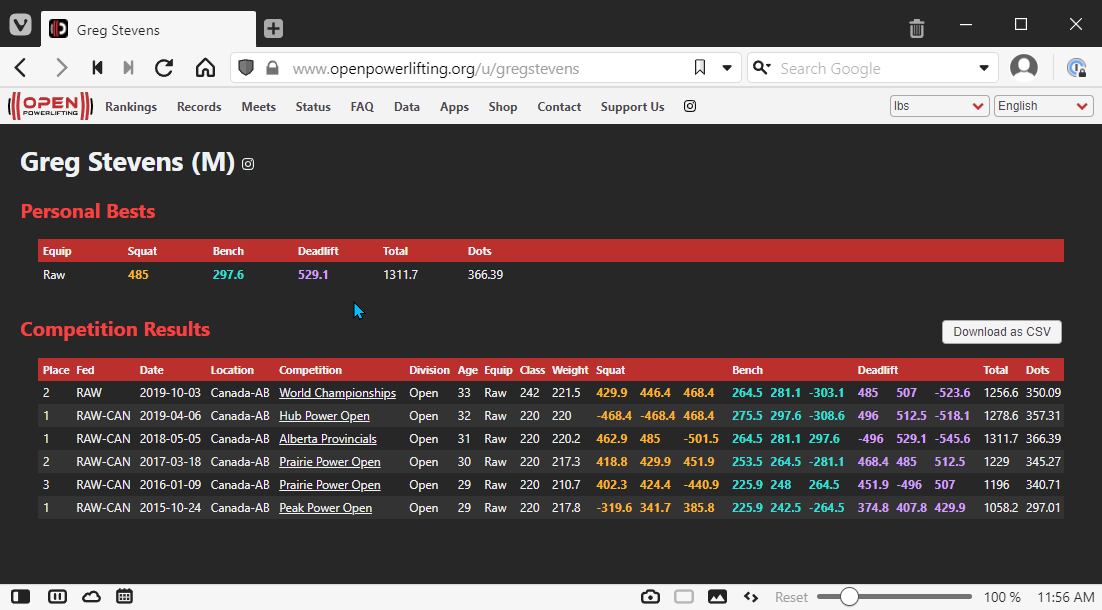 Greg Stevens
www.openpowerlifting.org/u/gregstevens
Search Google
OPEN
POWERLIFTING
Rankings Records Meets Status FAQ Data Apps Shop Contact Support Us
lbs English
Greg Stevens (M)
Personal Bests
Equip Squat Bench Deadlift Total Dots
Raw 485 297.6 529.1 1311.7 366.39
Competition Results
Download as CSV
Place Fed Date Location Competition Division Age Equip Class Weight Squat Bench Deadlift Total Dots
2 RAW 2019-10-03 Canada-AB World Championships Open 33 Raw 242 221.5 429.9 446.4 468.4 264.5 281.1 -303.1 485 507 -523.6 1256.6 350.09
1 RAW-CAN 2019-04-06 Canada-AB Hub Power Open Open 32 Raw 220 220 -468.4 -468.4 468.4 275.5 297.6 -308.6 496 512.5 -518.1 1278.6 357.31
1 RAW-CAN 2018-05-05 Canada-AB Alberta Provincials Open 31 Raw 220 220.2 462.9 485 -501.5 264.5 281.1 297.6 -496 529.1 -545.6 1311.7 366.39
2 RAW-CAN 2017-03-18 Canada-AB Prairie Power Open Open 30 Raw 220 217.3 418.8 429.9 451.9 253.5 264.5 -281.1 468.4 485 512.5 1229 345.27
3 RAW-CAN 2016-01-09 Canada-AB Prairie Power Open Open 29 Raw 220 210.7 402.3 424.4 -440.9 225.9 248 264.5 451.9 -496 507 1196 340.71
1 RAW-CAN 2015-10-24 Canada-AB Peak Power Open Open 29 Raw 220 217.8 -319.6 341.7 385.8 225.9 242.5 -264.5 374.8 407.8 429.9 1058.2 297.01
Reset 100 % 11:56 AM